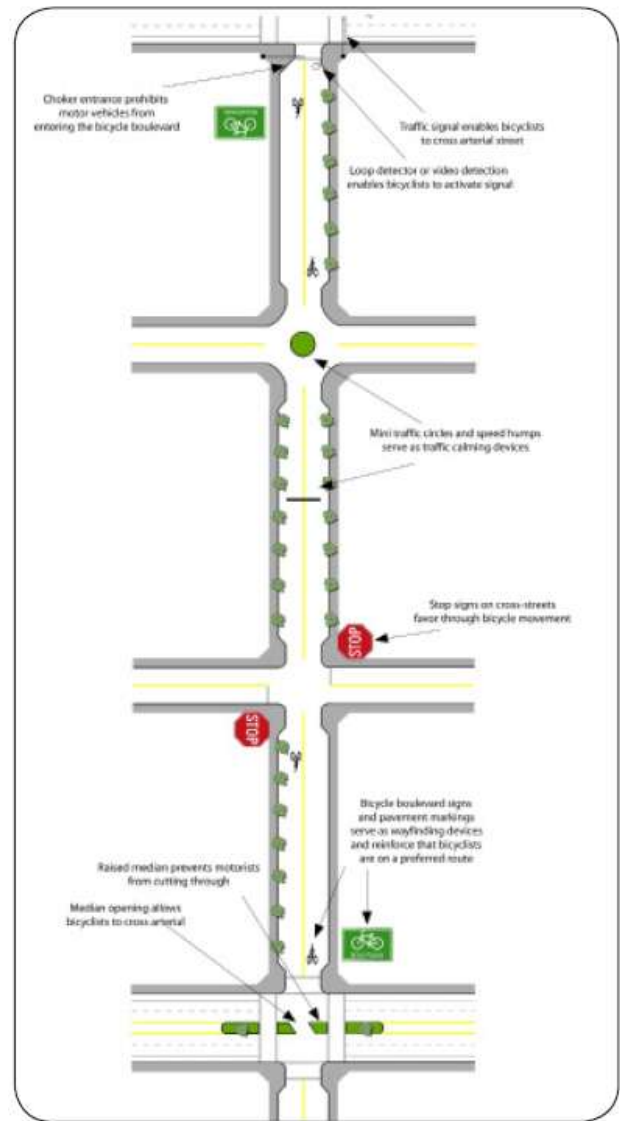 Choker entrance prohibits
motor vehicles from
entering the bicycle boulevard
Traffic signal enables bicyclists
to cross arterial street
Loop detector or video detection
enables bicyclists to activate signal
Mini traffic circles and speed humps
serve as traffic calming devices
Stop signs on cross-streets
favor through bicycle movement
STOP
STOP
Bicycle boulevard signs
and pavement markings
serve as wayfinding devices
and reinforce that bicyclists
are on a preferred route
Raised median prevents motorists
from cutting through
Median opening allows
bicyclists to cross arterial